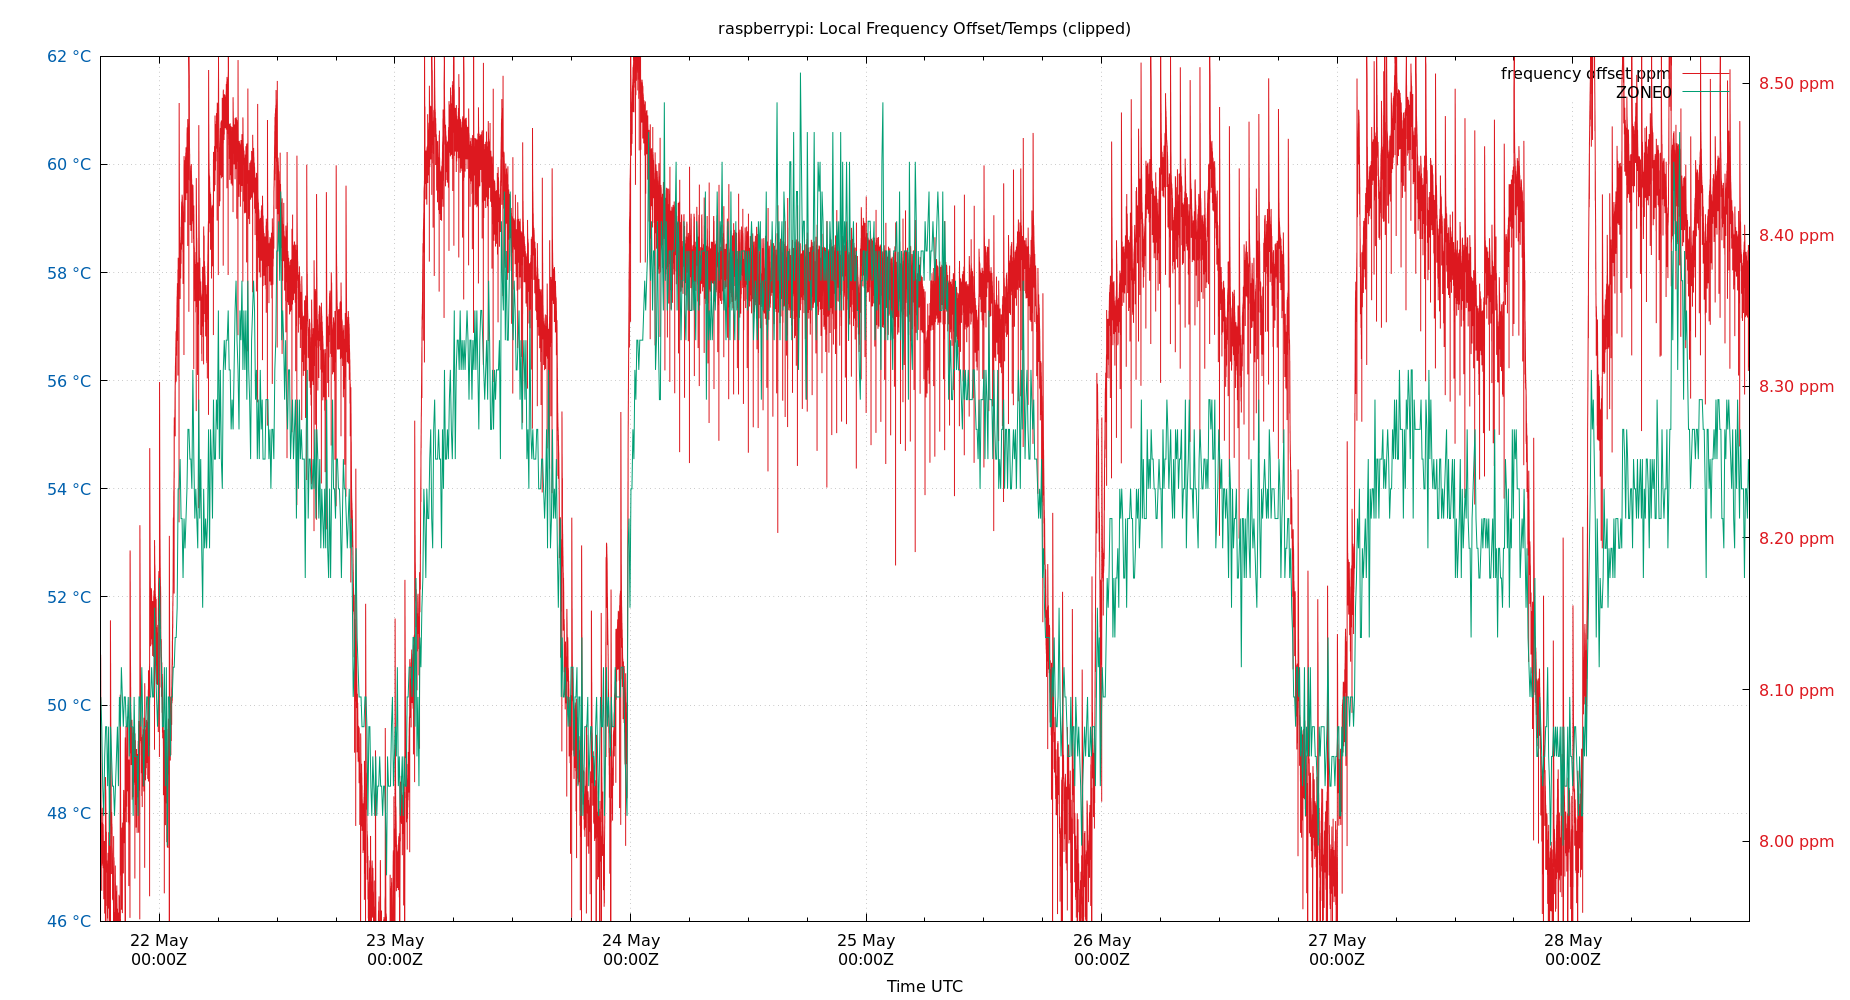 raspberrypi: Local Frequency Offset/Temps (clipped)
62 °C
60 °C
58 °C
56 °C
54 °C
52 °C
50 °C
48 °C
46 °C
frequency offset ppm
ZONE0
8.50 ppm
8.40 ppm
8.30 ppm
8.20 ppm
8.10 ppm
8.00 ppm
22 May 23 May 24 May 25 May 26 May 27 May 28 May
00:00Z 00:00Z 00:00Z 00:00Z 00:00Z 00:00Z 00:00Z
Time UTC